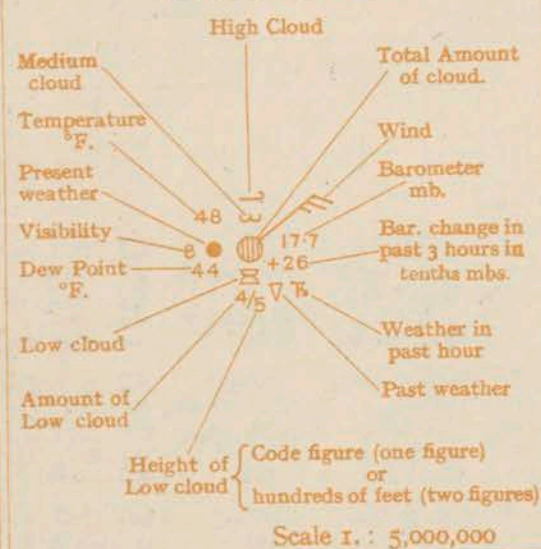 High Cloud
Medium
cloud
Total Amount
of cloud.
Temperature
°F.
Wind
Present
weather
Barometer
mb.
48
Visibility
8
17.7
Bar. change in
past 3 hours in
tenths mbs.
+26
Dew Point
°F.
44
4/5
Low cloud
Weather in
past hour
Amount of
Low cloud
Past weather
Height of
Low cloud
Code figure (one figure)
or
hundreds of feet (two figures)
Scale 1. : 5,000,000